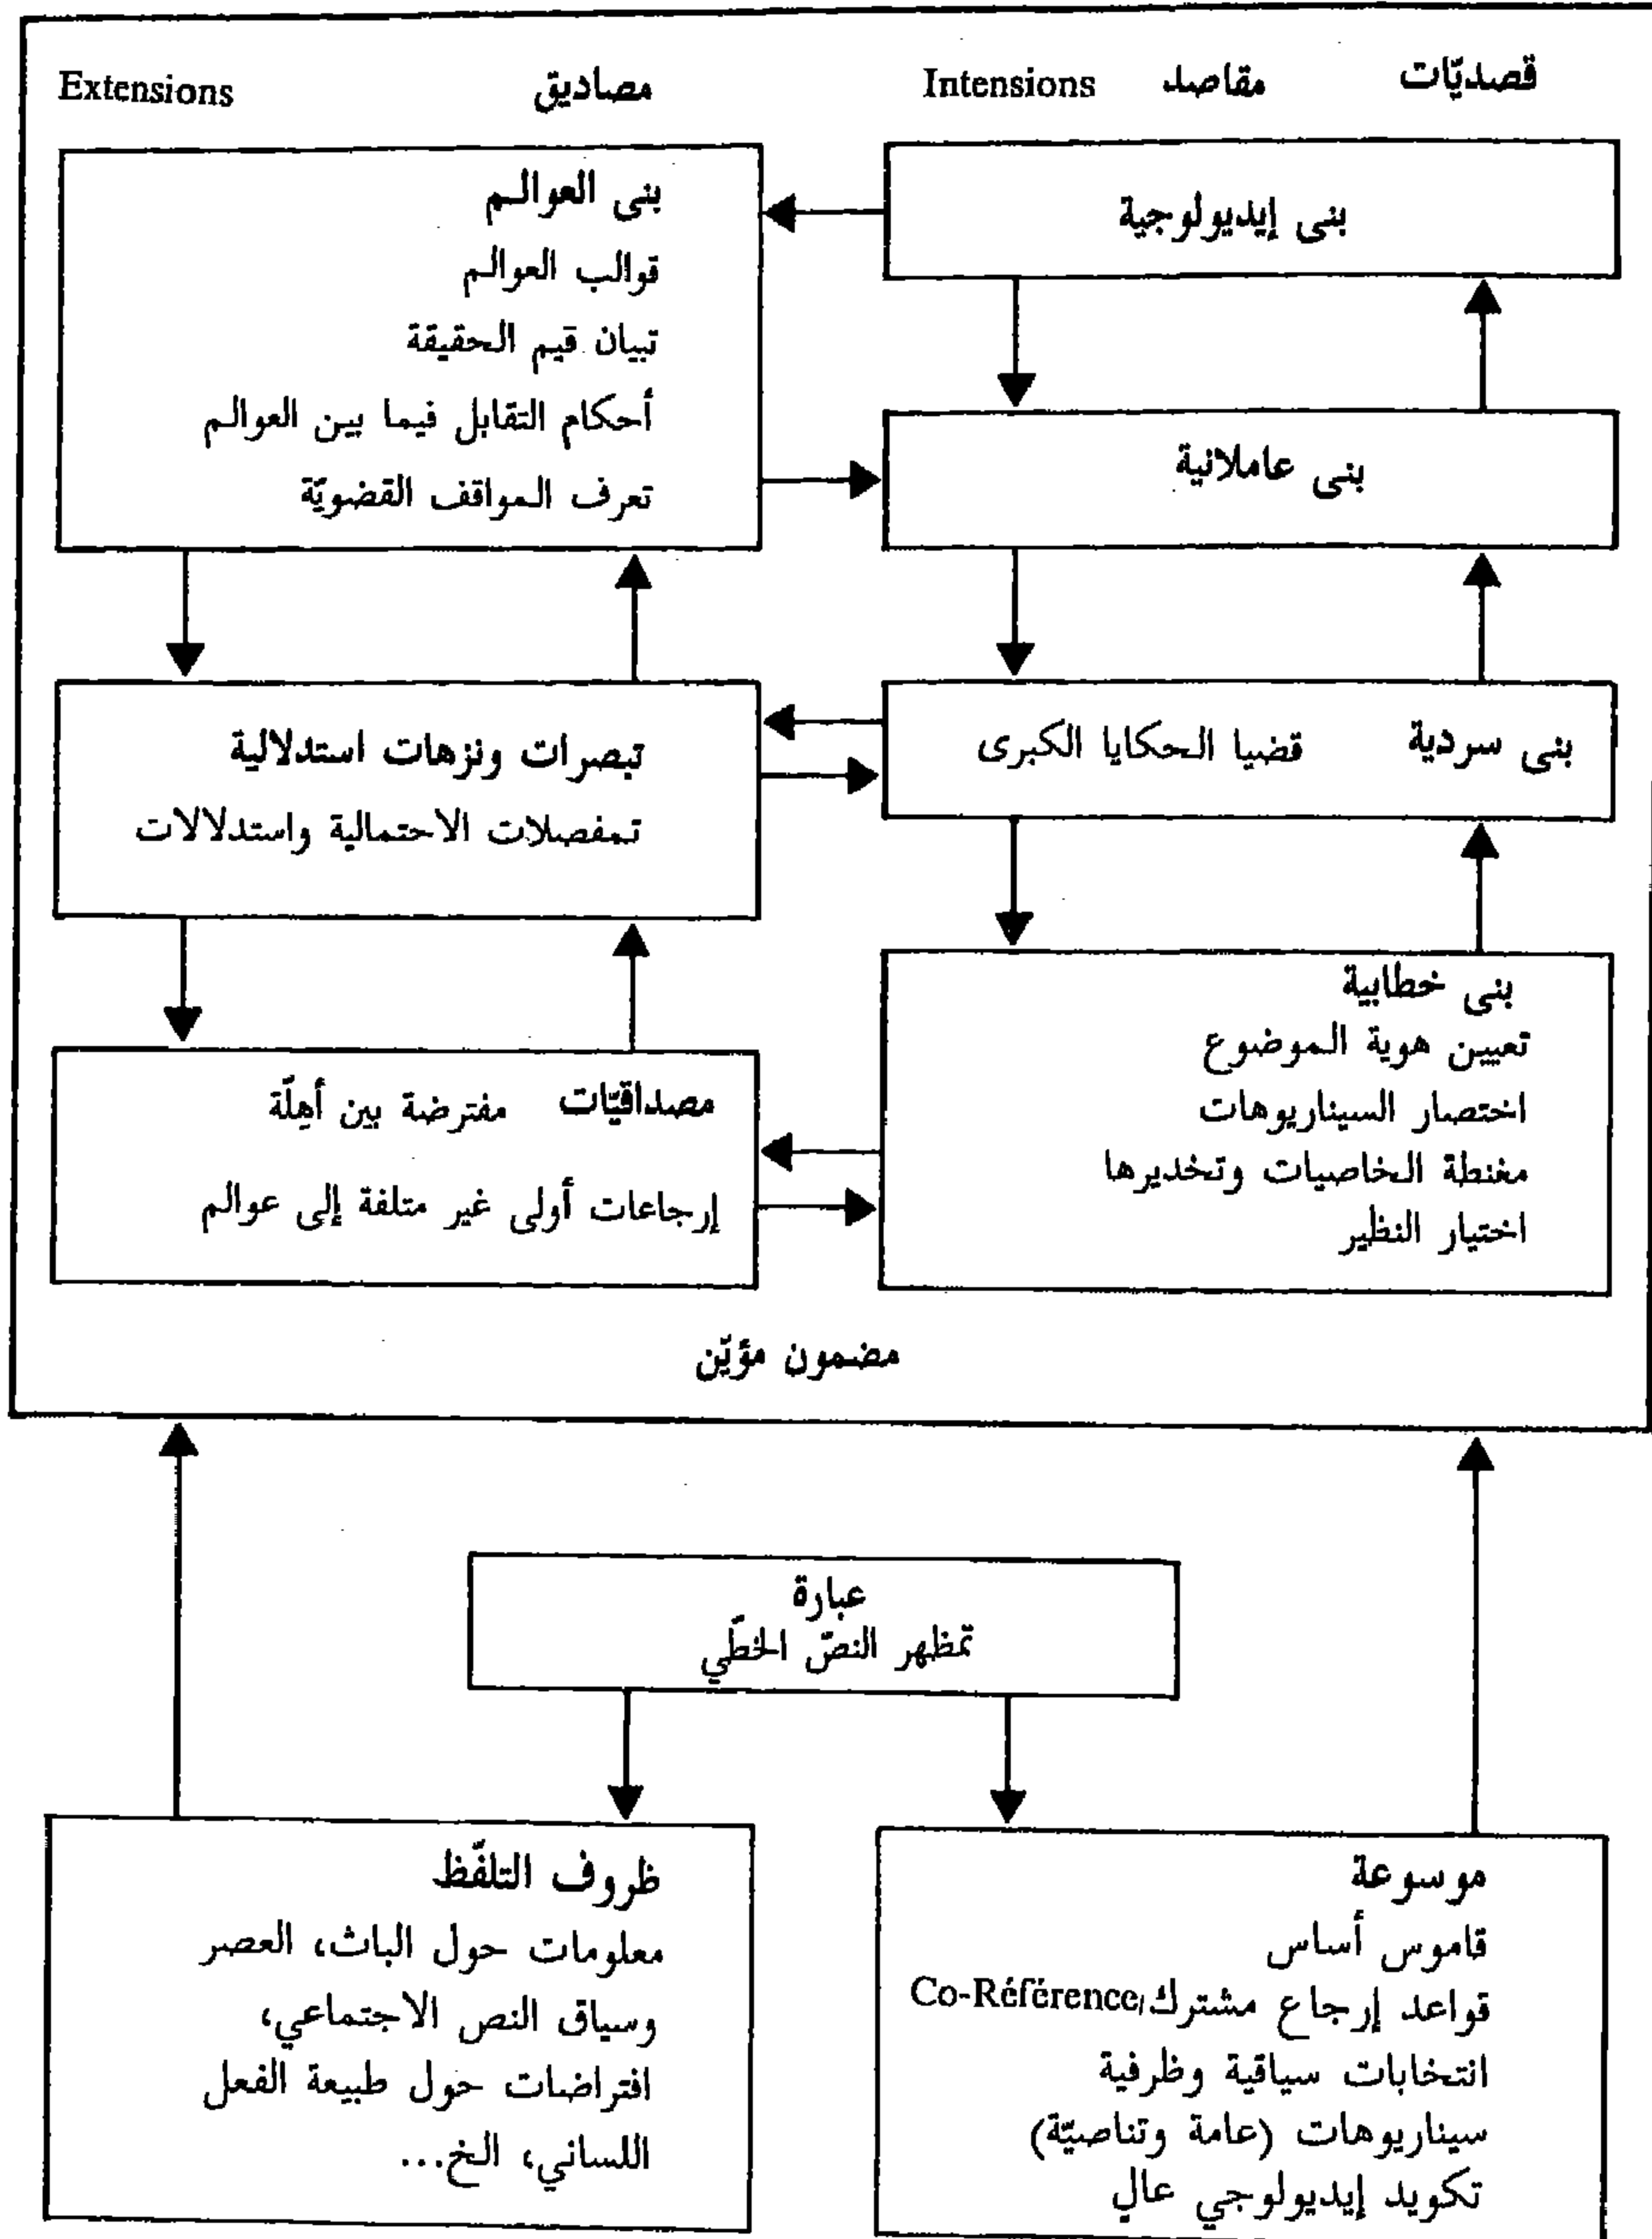 قصديّات مقاصد Intensions
مصاديق Extensions
بنى إيديولوجية
بنى العوالم
قوالب العوالم
تبيان قيم الحقيقة
أحكام التقابل فيما بين العوالم
تعرف المواقف القضويّة
بنى عاملانية
بنى سردية قضيا الحكايا الكبرى
تبصرات ونزهات استدلالية
تمفصلات الاحتمالية واستدلالات
بنى خطابية
تعيين هوية الموضوع
اختصار السيناريوهات
مغنطة الخاصيات وتخديرها
اختيار النظير
مصداقيّات مفترضة بين أهِلّة
إرجاعات أولى غير متلفة إلى عوالم
مضمون مؤيّن
عبارة
تمظهر النصّ الخطّي
موسوعة
قاموس أساس
قواعد إرجاع مشترك/Co-Référence
انتخابات سياقية وظرفية
سيناريوهات (عامة وتناصيّة)
تكويد إيديولوجي عالٍ
ظروف التلفّظ
معلومات حول الباث، العصر
وسياق النص الاجتماعي،
افتراضات حول طبيعة الفعل
اللساني، الخ...